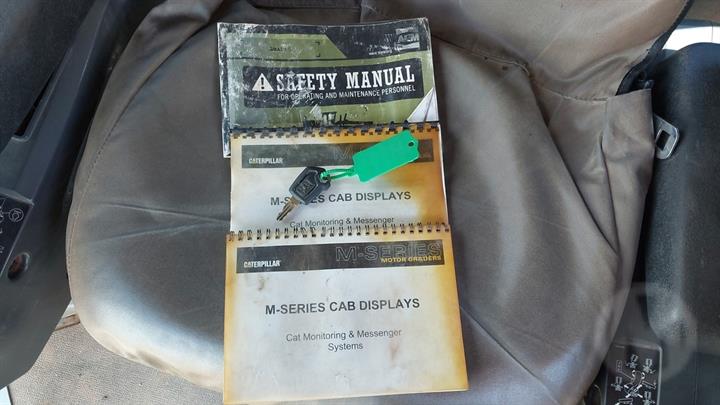 AEM
SAFETY MANUAL
FOR OPERATING AND MAINTENANCE PERSONNEL
CATERPILLAR
M-SERIES CAB DISPLAYS
Cat Monitoring & Messenger
CATERPILLAR
M-SERIES
MOTOR GRADERS
M-SERIES CAB DISPLAYS
Cat Monitoring & Messenger
Systems